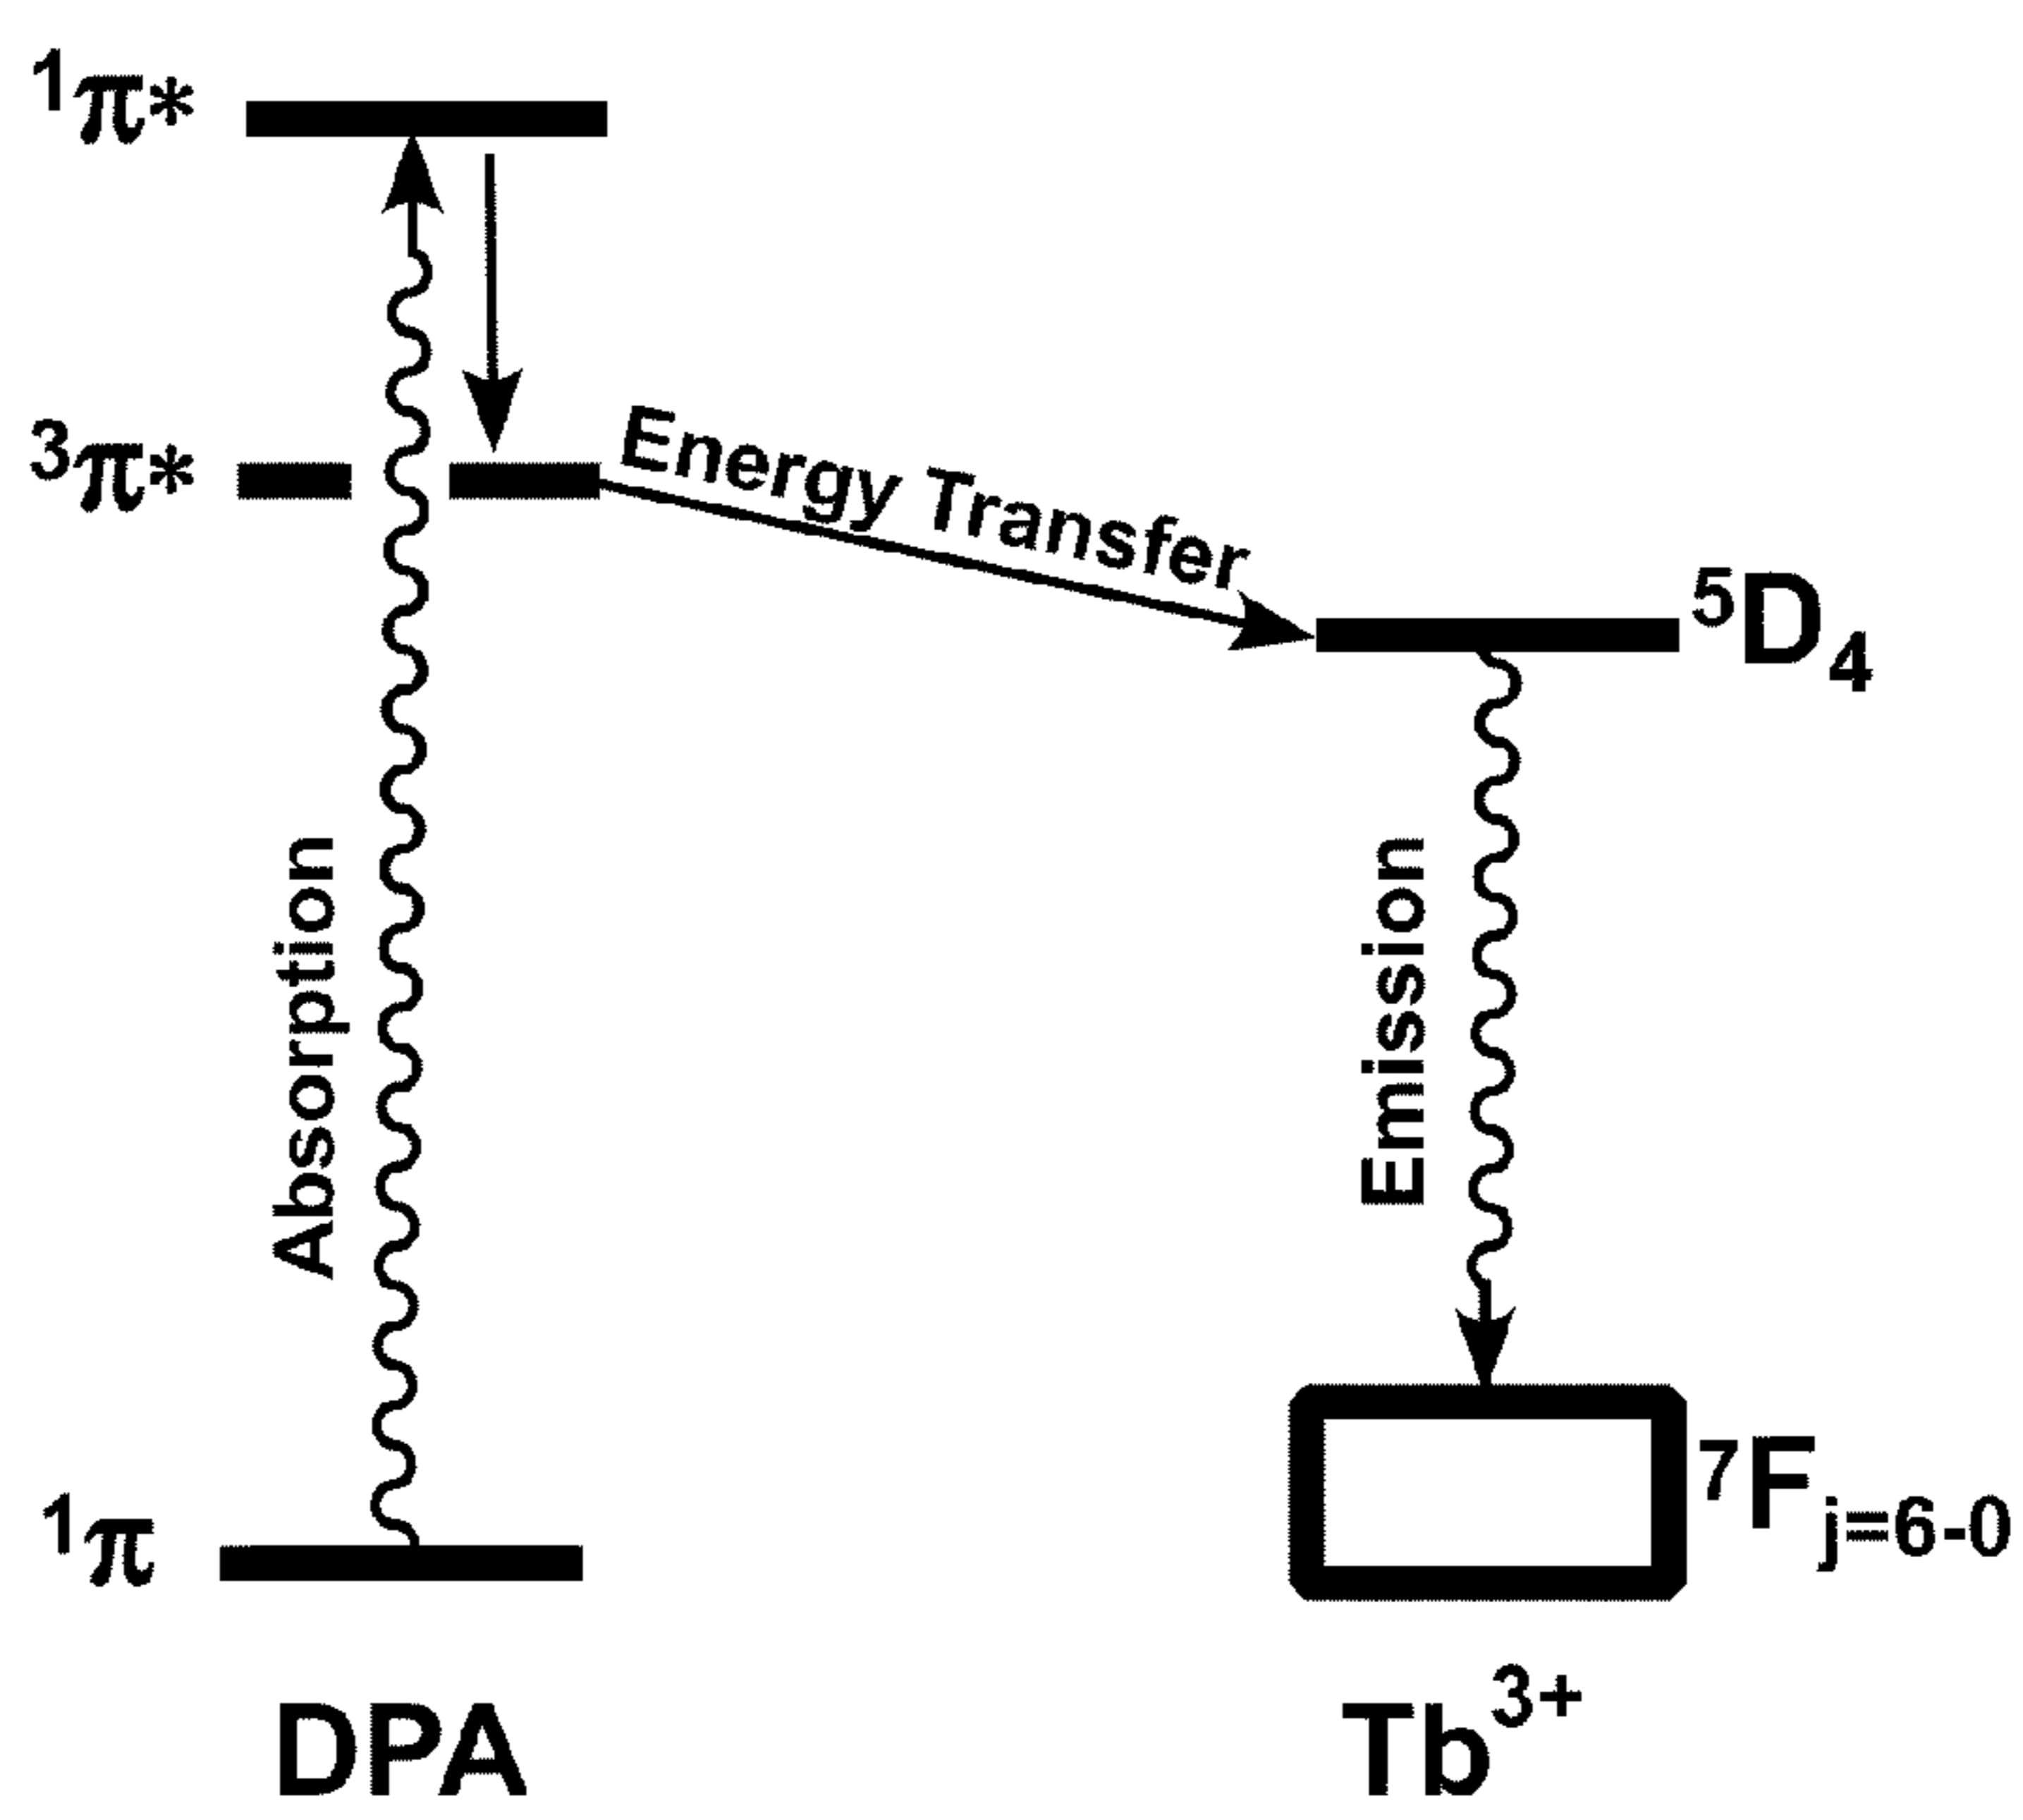 ¹π*
³π*
Energy Transfer
⁵D₄
Absorption
Emission
¹π
⁷Fⱼ₌₆₋₀
DPA
Tb³⁺